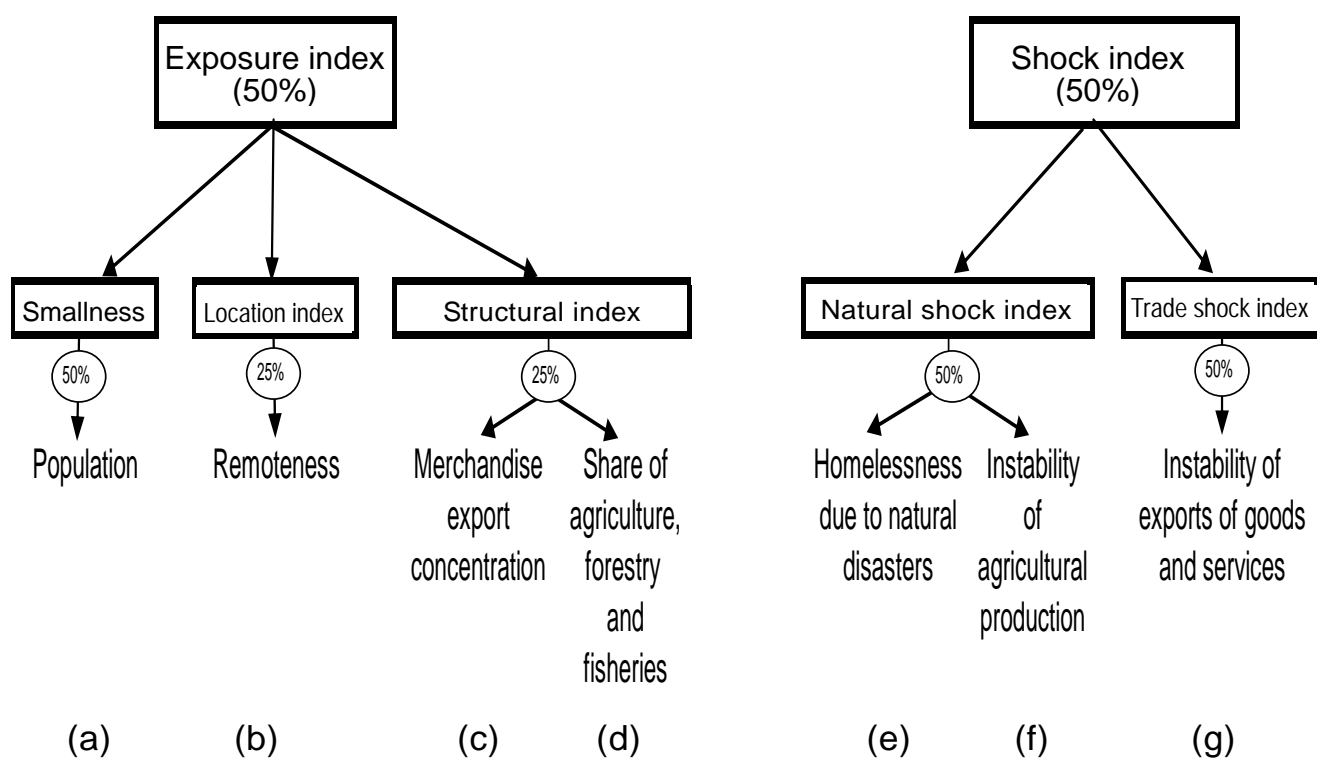 Exposure index
(50%)
Shock index
(50%)
Smallness
Location index
Structural index
Natural shock index
Trade shock index
50%
25%
25%
50%
50%
Population
Remoteness
Merchandise
export
concentration
Share of
agriculture,
forestry
and
fisheries
Homelessness
due to natural
disasters
Instability
of
agricultural
production
Instability of
exports of goods
and services
(a)
(b)
(c)
(d)
(e)
(f)
(g)